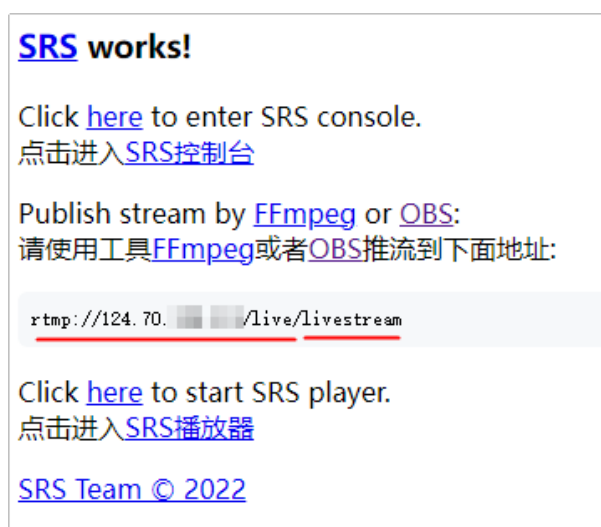 SRS works!
Click here to enter SRS console.
点击进入SRS控制台
Publish stream by FFmpeg or OBS:
请使用工具FFmpeg或者OBS推流到下面地址:
rtmp://124.70. /live/livestream
Click here to start SRS player.
点击进入SRS播放器
SRS Team © 2022